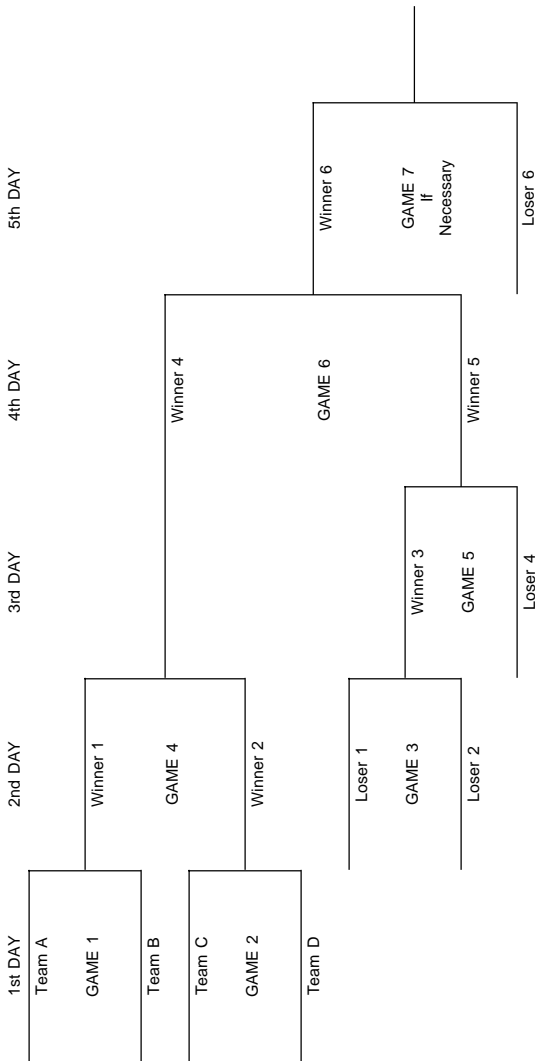 1st DAY
2nd DAY
3rd DAY
4th DAY
5th DAY
Team A
GAME 1
Team B
Team C
GAME 2
Team D
Winner 1
GAME 4
Winner 2
Loser 1
GAME 3
Loser 2
Winner 3
GAME 5
Loser 4
Winner 4
GAME 6
Winner 5
Winner 6
GAME 7
If
Necessary
Loser 6